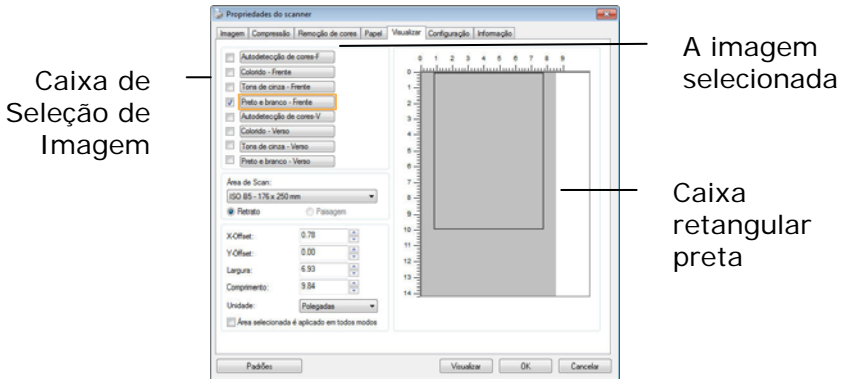 Propriedades do scanner
Imagem Compressão Remoção de cores Papel Visualizar Configuração Informação
Autodetecção de cores-F
Colorido - Frente
Tons de cinza - Frente
Preto e branco - Frente
Autodetecção de cores-V
Colorido - Verso
Tons de cinza - Verso
Preto e branco - Verso
Área de Scan:
ISO B5 - 176 x 250 mm
Retrato Paisagem
X-Offset: 0.78
Y-Offset: 0.00
Largura: 6.93
Comprimento: 9.84
Unidade: Polegadas
Área selecionada é aplicado em todos modos
0 1 2 3 4 5 6 7 8 9
0
1
2
3
4
5
6
7
8
9
10
11
12
13
14
Padrões Visualizar OK Cancelar
Caixa de
Seleção de
Imagem
A imagem
selecionada
Caixa
retangular
preta